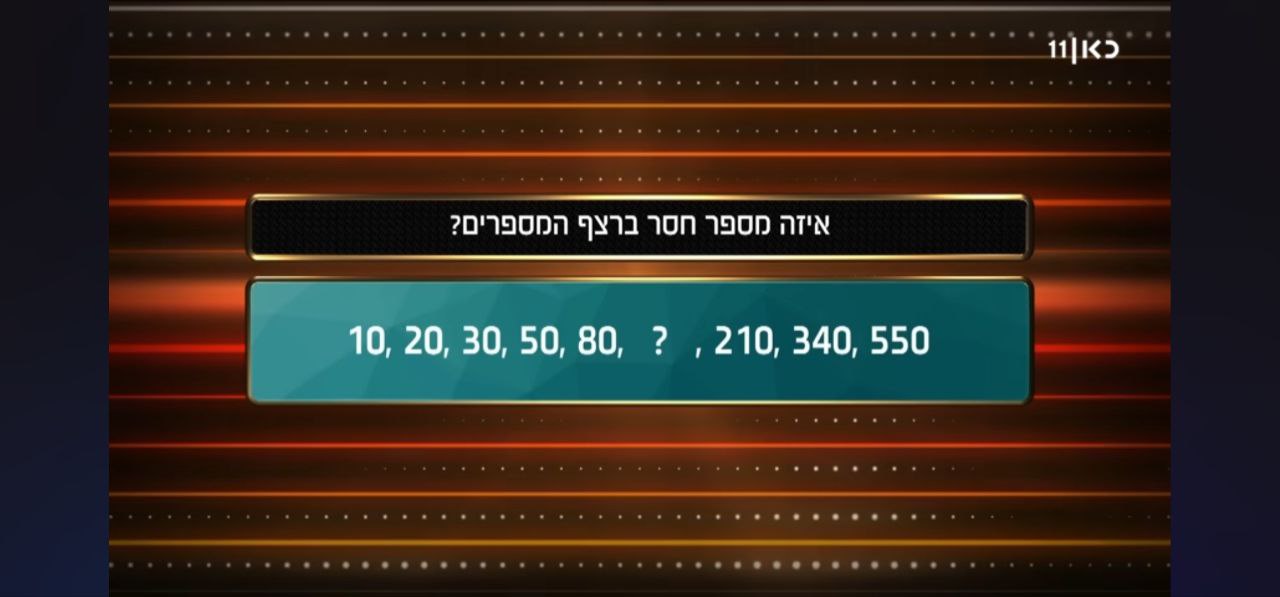 כאן|11
איזה מספר חסר ברצף המספרים?
10, 20, 30, 50, 80, ? , 210, 340, 550